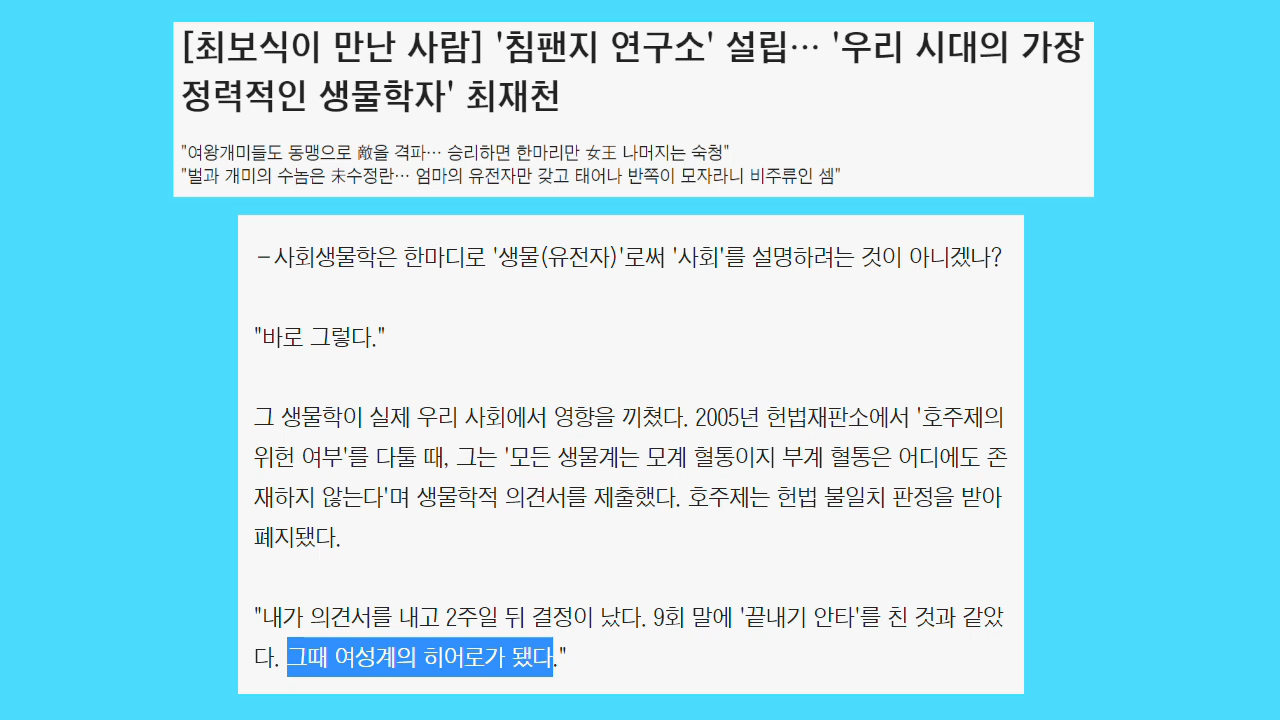 [최보식이 만난 사람] '침팬지 연구소' 설립… '우리 시대의 가장
정력적인 생물학자' 최재천
"여왕개미들도 동맹으로 敵을 격파… 승리하면 한마리만 女王 나머지는 숙청"
"벌과 개미의 수놈은 未수정란… 엄마의 유전자만 갖고 태어나 반쪽이 모자라니 비주류인 셈"
－사회생물학은 한마디로 '생물(유전자)'로써 '사회'를 설명하려는 것이 아니겠나?
"바로 그렇다."
그 생물학이 실제 우리 사회에서 영향을 끼쳤다. 2005년 헌법재판소에서 '호주제의
위헌 여부'를 다툴 때, 그는 '모든 생물계는 모계 혈통이지 부계 혈통은 어디에도 존
재하지 않는다'며 생물학적 의견서를 제출했다. 호주제는 헌법 불일치 판정을 받아
폐지됐다.
"내가 의견서를 내고 2주일 뒤 결정이 났다. 9회 말에 '끝내기 안타'를 친 것과 같았
다. 그때 여성계의 히어로가 됐다."